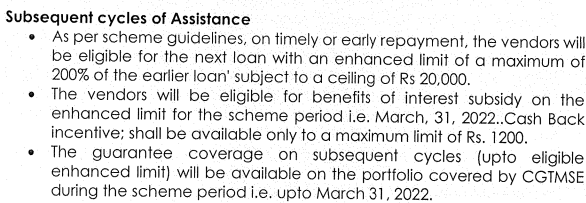 Subsequent cycles of Assistance
• As per scheme guidelines, on timely or early repayment, the vendors will
be eligible for the next loan with an enhanced limit of a maximum of
200% of the earlier loan' subject to a ceiling of Rs 20,000.
• The vendors will be eligible for benefits of interest subsidy on the
enhanced limit for the scheme period i.e. March, 31, 2022..Cash Back
incentive; shall be available only to a maximum limit of Rs. 1200.
• The guarantee coverage on subsequent cycles (upto eligible
enhanced limit) will be available on the portfolio covered by CGTMSE
during the scheme period i.e. upto March 31, 2022.